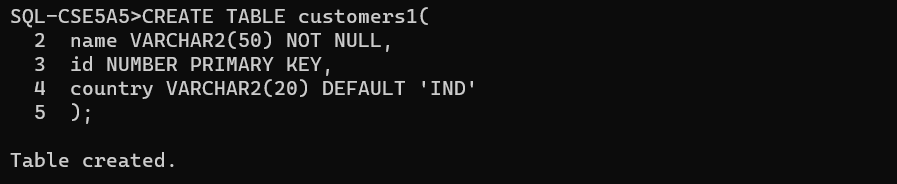 SQL-CSE5A5>CREATE TABLE customers1(
  2  name VARCHAR2(50) NOT NULL,
  3  id NUMBER PRIMARY KEY,
  4  country VARCHAR2(20) DEFAULT 'IND'
  5  );
Table created.